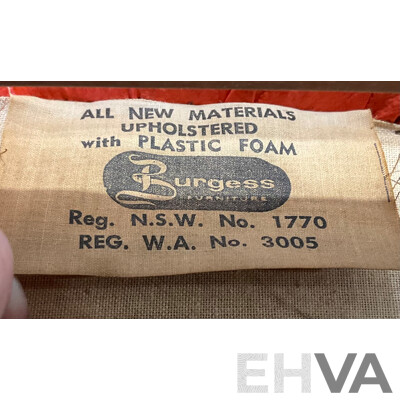 ALL NEW MATERIALS
UPHOLSTERED
with PLASTIC FOAM
Burgess
FURNITURE
Reg. N.S.W. No. 1770
REG. W.A. No. 3005
EHVA